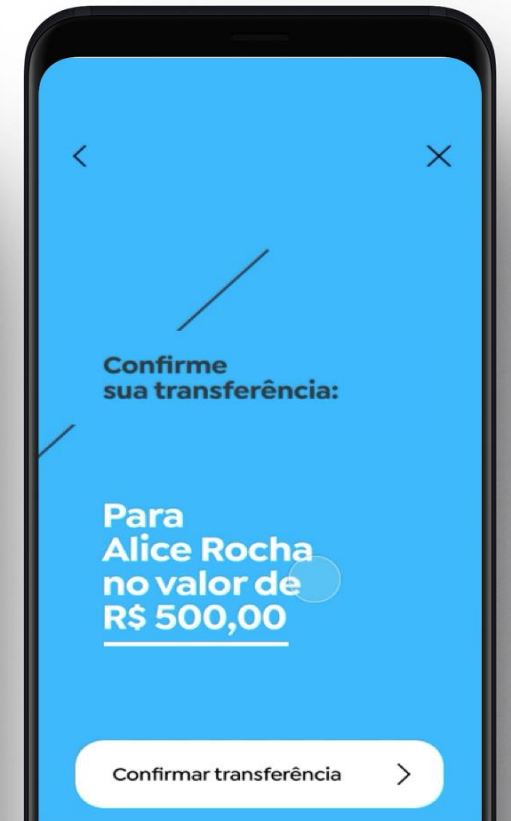 Confirme
sua transferência:
Para
Alice Rocha
no valor de
R$ 500,00
Confirmar transferência